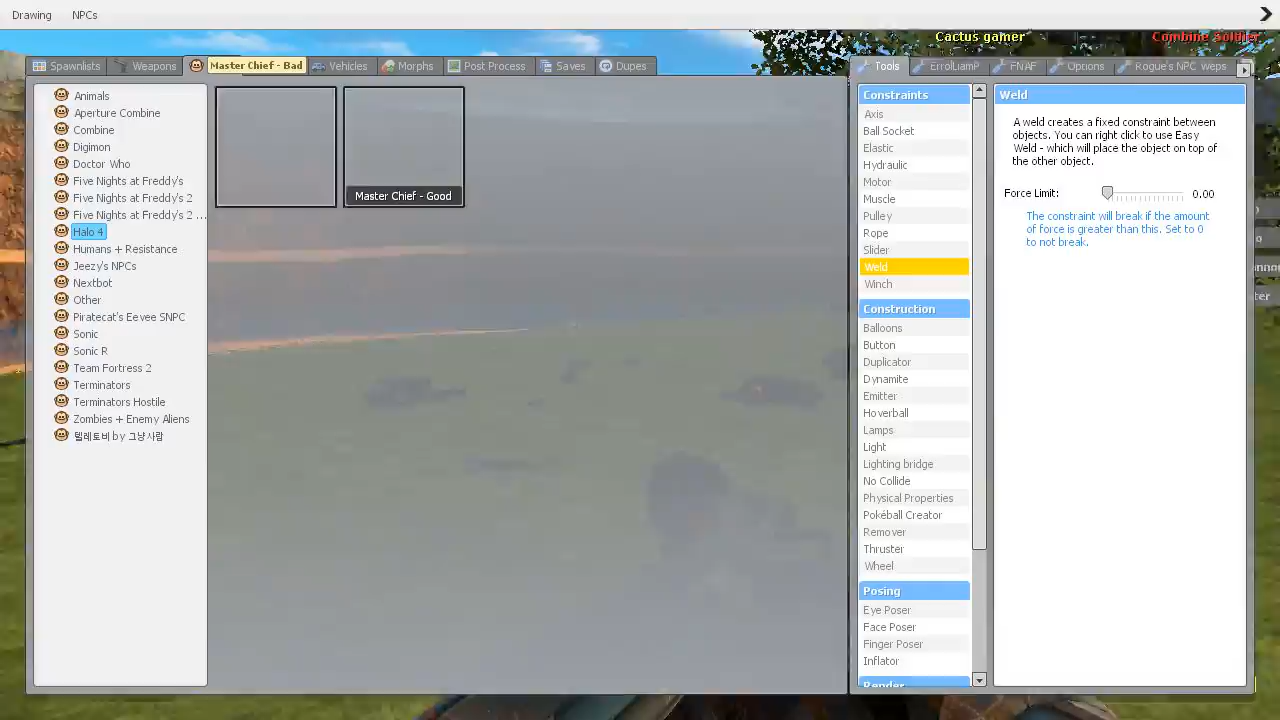 Drawing NPCs
Cactus gamer
Combine Soldier
Spawnlists Weapons Master Chief - Bad Vehicles Morphs Post Process Saves Dupes
Animals
Aperture Combine
Combine
Digimon
Doctor Who
Five Nights at Freddy's
Five Nights at Freddy's 2
Five Nights at Freddy's 2 ...
Halo 4
Humans + Resistance
Jeezy's NPCs
Nextbot
Other
Piratecat's Eevee SNPC
Sonic
Sonic R
Team Fortress 2
Terminators
Terminators Hostile
Zombies + Enemy Aliens
텔레토비 by 그냥사람
Master Chief - Good
Tools ErrolLiamP FNAF Options Rogue's NPC Weps
Constraints
Axis
Ball Socket
Elastic
Hydraulic
Motor
Muscle
Pulley
Rope
Slider
Weld
Winch
Construction
Balloons
Button
Duplicator
Dynamite
Emitter
Hoverball
Lamps
Light
Lighting bridge
No Collide
Physical Properties
Pokéball Creator
Remover
Thruster
Wheel
Posing
Eye Poser
Face Poser
Finger Poser
Inflator
Render
Weld
A weld creates a fixed constraint between
objects. You can right click to use Easy
Weld - which will place the object on top of
the other object.
Force Limit: 0.00
The constraint will break if the amount
of force is greater than this. Set to 0
to not break.